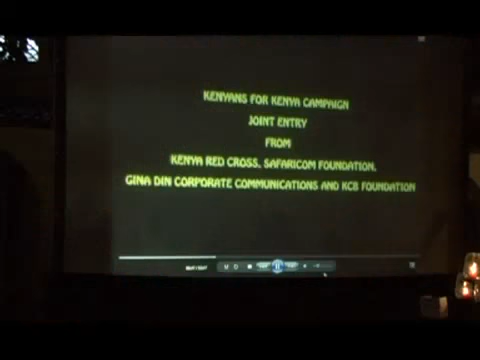 KENYANS FOR KENYA CAMPAIGN
JOINT ENTRY
FROM
KENYA RED CROSS, SAFARICOM FOUNDATION,
GINA DIN CORPORATE COMMUNICATIONS AND KCB FOUNDATION